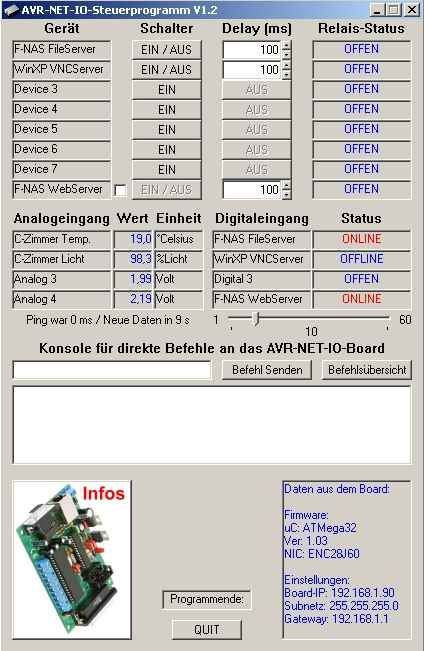 AVR-NET-IO-Steuerprogramm V1.2
Gerät Schalter Delay (ms) Relais-Status
F-NAS FileServer EIN / AUS 100 OFFEN
WinXP VNCServer EIN / AUS 100 OFFEN
Device 3 EIN AUS OFFEN
Device 4 EIN AUS OFFEN
Device 5 EIN AUS OFFEN
Device 6 EIN AUS OFFEN
Device 7 EIN AUS OFFEN
F-NAS WebServer EIN / AUS 100 OFFEN
Analogeingang Wert Einheit Digitaleingang Status
C-Zimmer Temp. 19,0 °Celsius F-NAS FileServer ONLINE
C-Zimmer Licht 98,3 %Licht WinXP VNCServer OFFLINE
Analog 3 1,99 Volt Digital 3 OFFEN
Analog 4 2,19 Volt F-NAS WebServer ONLINE
Ping war 0 ms / Neue Daten in 9 s 1 60
10
Konsole für direkte Befehle an das AVR-NET-IO-Board
Befehl Senden Befehlsübersicht
Infos
Programmende:
QUIT
Daten aus dem Board:
Firmware:
uC: ATMega32
Ver: 1.03
NIC: ENC28J60
Einstellungen:
Board-IP: 192.168.1.90
Subnetz: 255.255.255.0
Gateway: 192.168.1.1